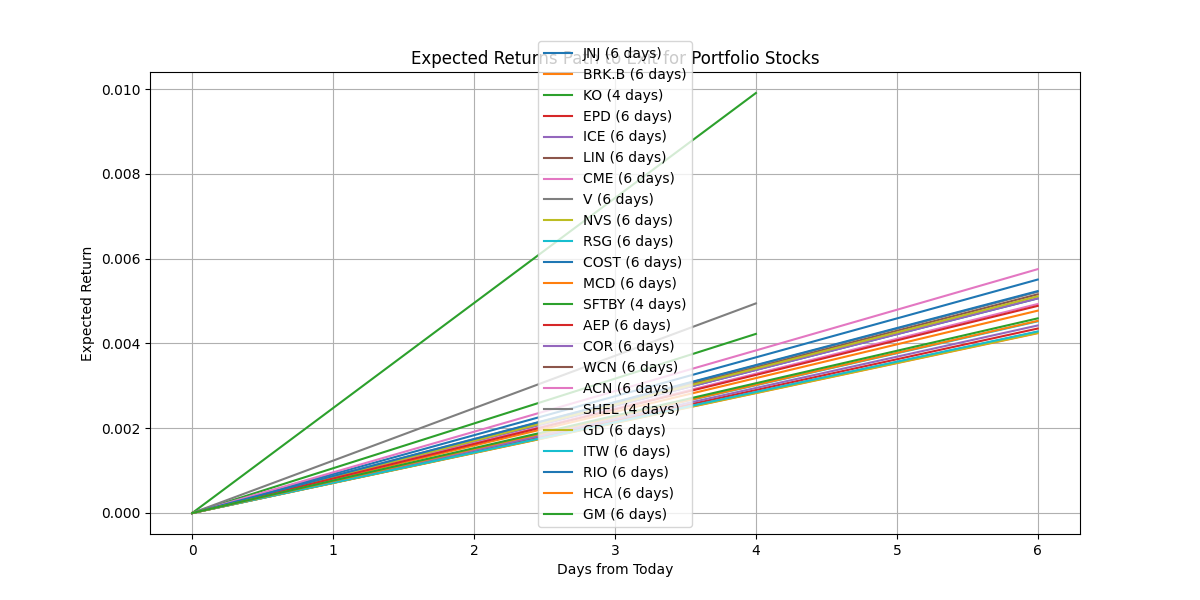 Expected Returns Path to Exit for Portfolio Stocks
JNJ (6 days)
BRK.B (6 days)
KO (4 days)
EPD (6 days)
ICE (6 days)
LIN (6 days)
CME (6 days)
V (6 days)
NVS (6 days)
RSG (6 days)
COST (6 days)
MCD (6 days)
SFTBY (4 days)
AEP (6 days)
COR (6 days)
WCN (6 days)
ACN (6 days)
SHEL (4 days)
GD (6 days)
ITW (6 days)
RIO (6 days)
HCA (6 days)
GM (6 days)
Expected Return
0.010
0.008
0.006
0.004
0.002
0.000
0 1 2 3 4 5 6
Days from Today